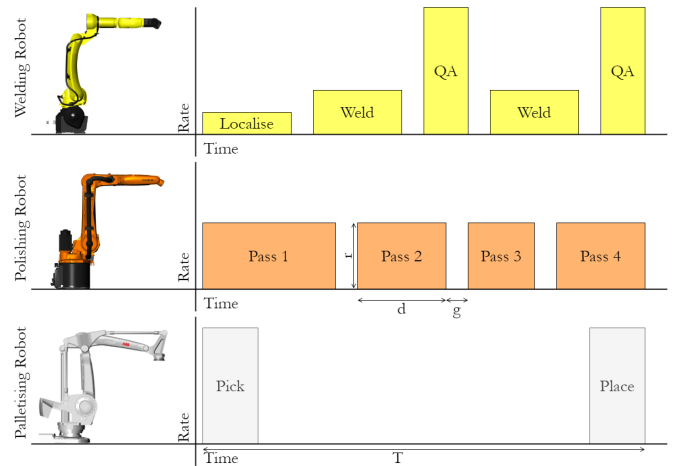 Welding Robot
Rate
Localise
Weld
QA
Weld
QA
Time
Polishing Robot
Rate
Pass 1
r
Pass 2
Pass 3
Pass 4
Time
d
g
Palletising Robot
Rate
Pick
Place
Time
T